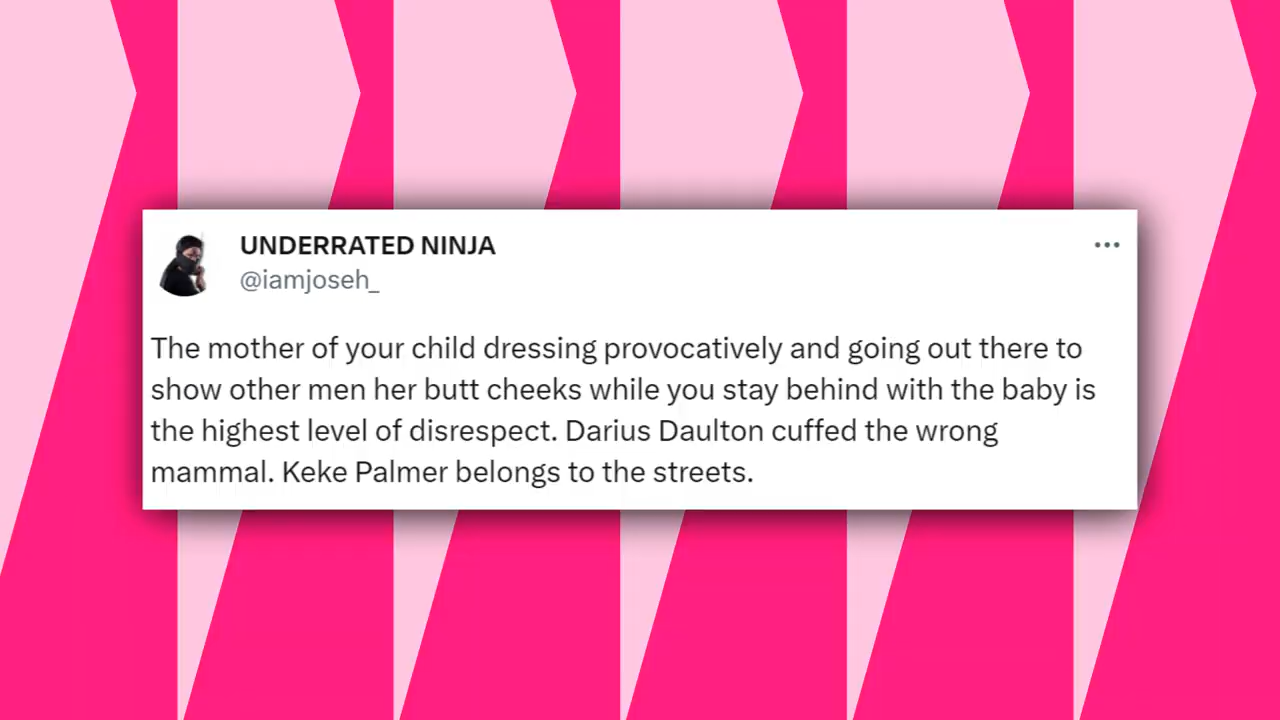 UNDERRATED NINJA
@iamjoseh_
The mother of your child dressing provocatively and going out there to
show other men her butt cheeks while you stay behind with the baby is
the highest level of disrespect. Darius Daulton cuffed the wrong
mammal. Keke Palmer belongs to the streets.